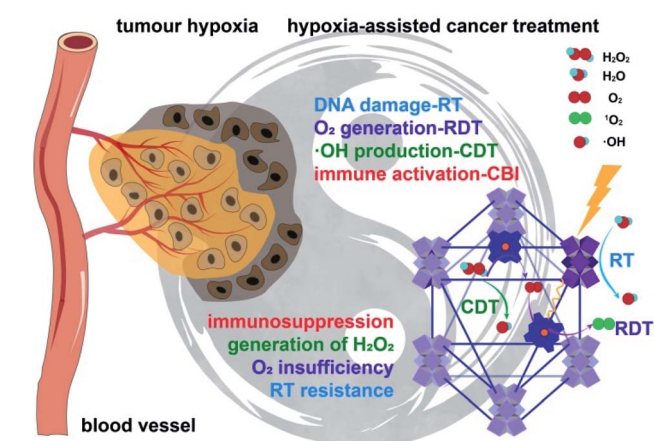 tumour hypoxia
hypoxia-assisted cancer treatment
H₂O₂
H₂O
O₂
¹O₂
·OH
DNA damage-RT
O₂ generation-RDT
·OH production-CDT
immune activation-CBI
RT
CDT
RDT
immunosuppression
generation of H₂O₂
O₂ insufficiency
RT resistance
blood vessel